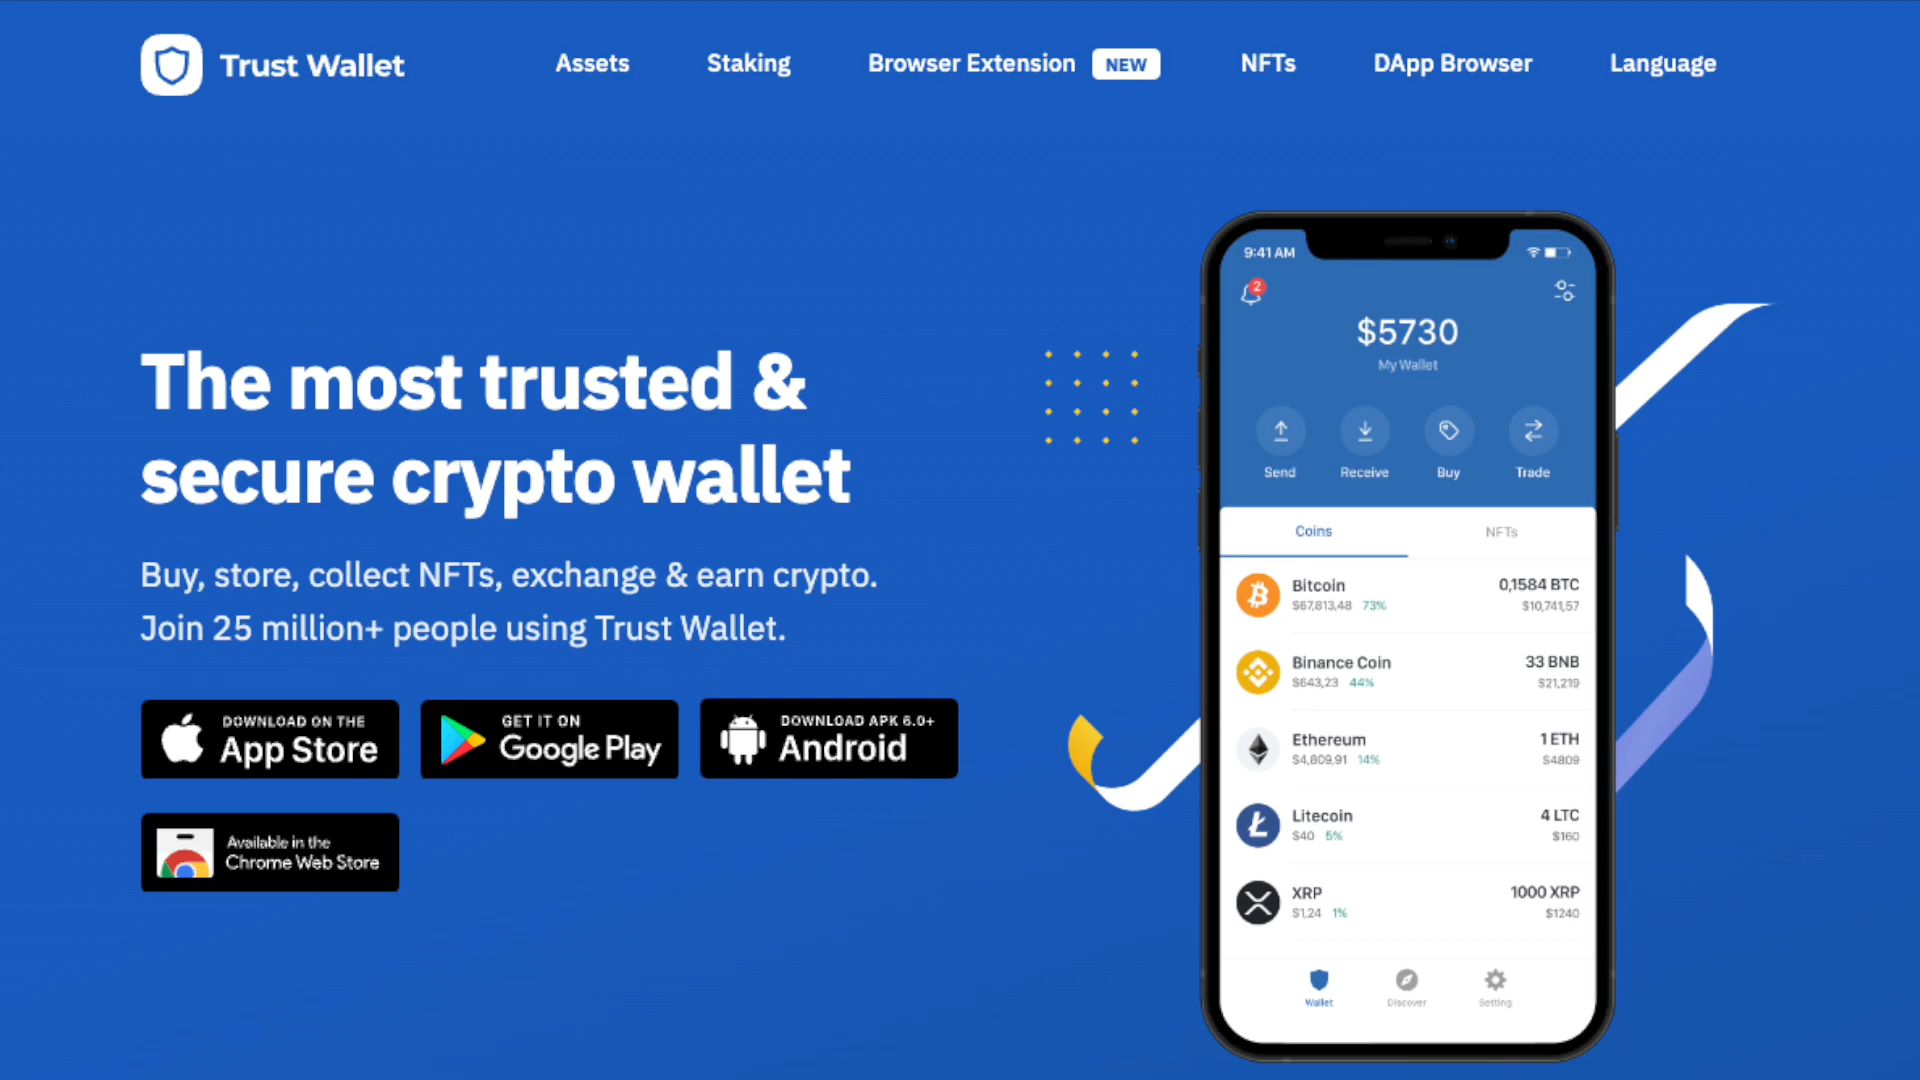 Trust Wallet
Assets
Staking
Browser Extension NEW
NFTs
DApp Browser
Language
The most trusted &
secure crypto wallet
Buy, store, collect NFTs, exchange & earn crypto.
Join 25 million+ people using Trust Wallet.
DOWNLOAD ON THE
App Store
GET IT ON
Google Play
DOWNLOAD APK 6.0+
Android
Available in the
Chrome Web Store
9:41 AM
2
$5730
My Wallet
Send
Receive
Buy
Trade
Coins
NFTs
Bitcoin
0,1584 BTC
$67,813,48 73%
$10,741,57
Binance Coin
33 BNB
$643,23 44%
$21,219
Ethereum
1 ETH
$4,809,91 14%
$4809
Litecoin
4 LTC
$40 5%
$160
XRP
1000 XRP
$1,24 1%
$1240
Wallet
Discover
Setting